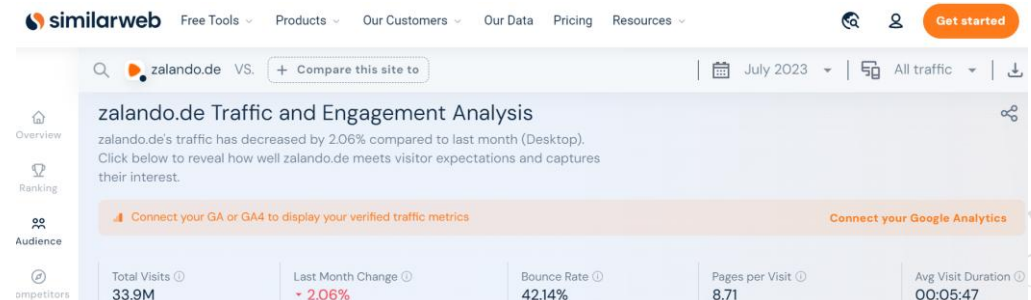 similarweb Free Tools Products Our Customers Our Data Pricing Resources Get started
zalando.de VS. + Compare this site to July 2023 All traffic
zalando.de Traffic and Engagement Analysis
Overview
zalando.de's traffic has decreased by 2.06% compared to last month (Desktop).
Click below to reveal how well zalando.de meets visitor expectations and captures
their interest.
Ranking
Connect your GA or GA4 to display your verified traffic metrics Connect your Google Analytics
Audience
Total Visits Last Month Change Bounce Rate Pages per Visit Avg Visit Duration
33.9M 2.06% 42.14% 8.71 00:05:47
ompetitors